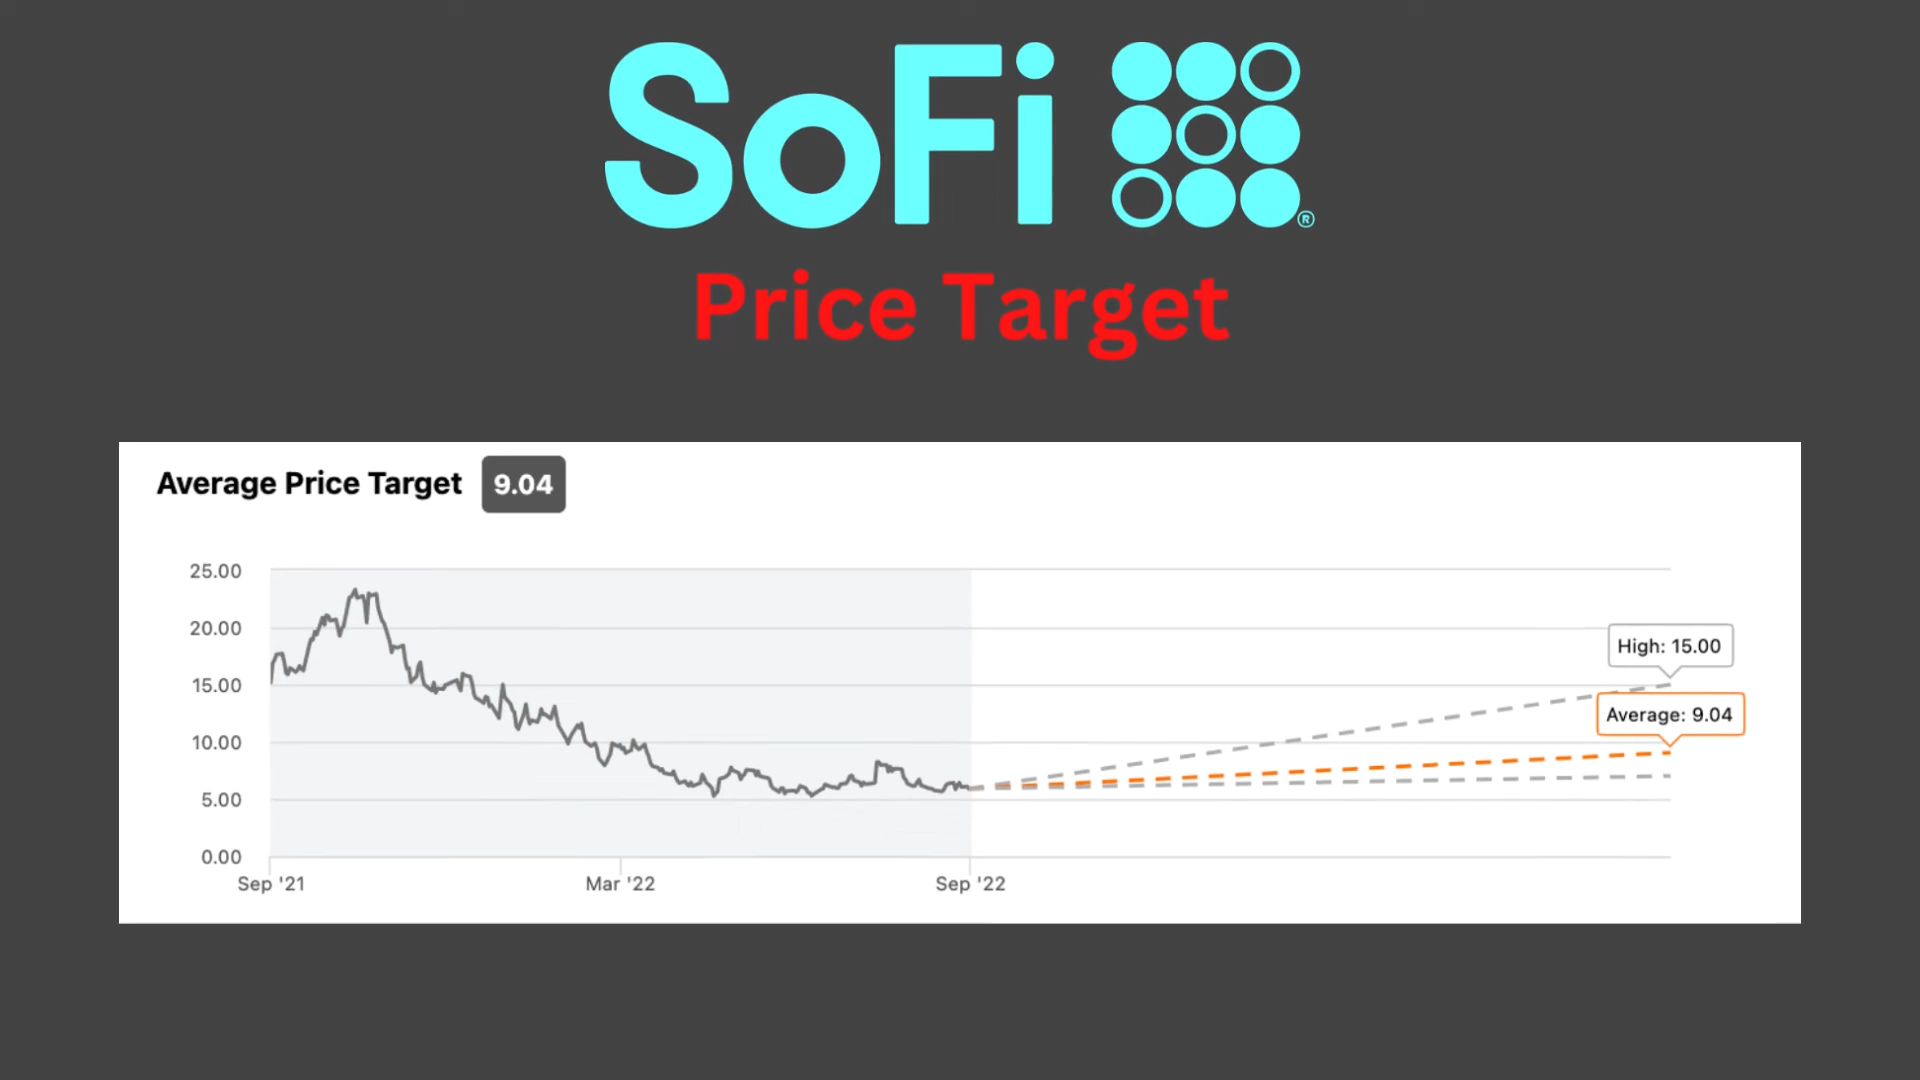 SoFi ®
Price Target
Average Price Target 9.04
25.00
20.00
High: 15.00
15.00
Average: 9.04
10.00
5.00
0.00
Sep '21 Mar '22 Sep '22